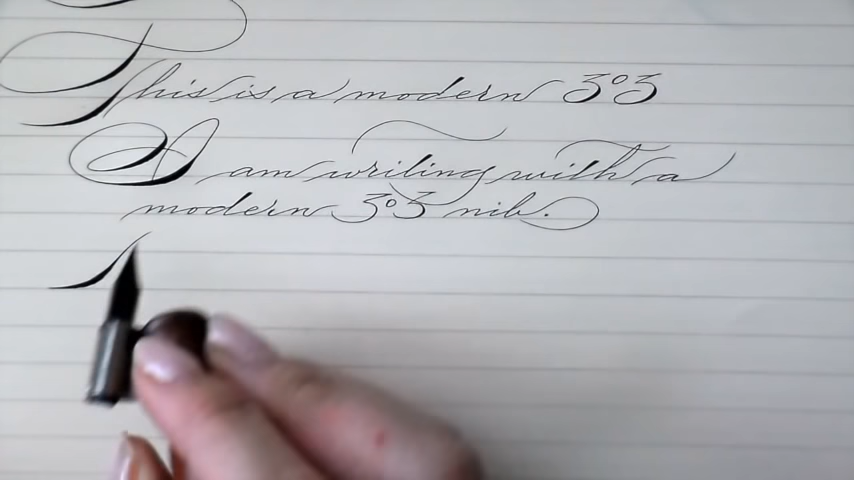 This is a modern 303
I am writing with a
modern 303 nib.